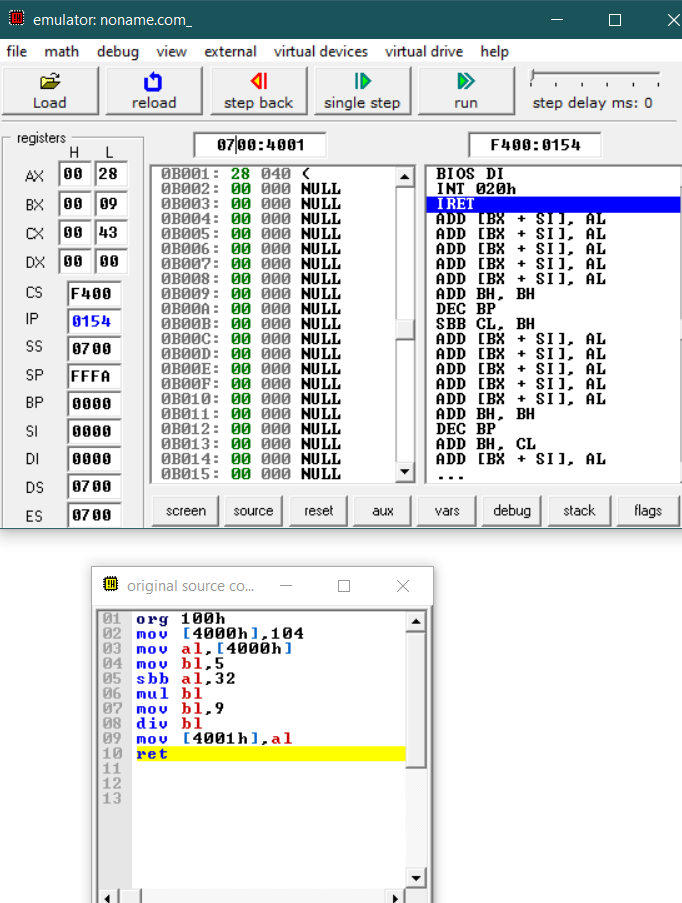 emulator: noname.com_
file math debug view external virtual devices virtual drive help
Load reload step back single step run step delay ms: 0
registers
H L
0700:4001 F400:0154
AX 00 28
BX 00 09
CX 00 43
DX 00 00
CS F400
IP 0154
SS 0700
SP FFFA
BP 0000
SI 0000
DI 0000
DS 0700
ES 0700
0B001: 28 040 (
0B002: 00 000 NULL
0B003: 00 000 NULL
0B004: 00 000 NULL
0B005: 00 000 NULL
0B006: 00 000 NULL
0B007: 00 000 NULL
0B008: 00 000 NULL
0B009: 00 000 NULL
0B00A: 00 000 NULL
0B00B: 00 000 NULL
0B00C: 00 000 NULL
0B00D: 00 000 NULL
0B00E: 00 000 NULL
0B00F: 00 000 NULL
0B010: 00 000 NULL
0B011: 00 000 NULL
0B012: 00 000 NULL
0B013: 00 000 NULL
0B014: 00 000 NULL
0B015: 00 000 NULL
BIOS DI
INT 020h
IRET
ADD [BX + SI], AL
ADD [BX + SI], AL
ADD [BX + SI], AL
ADD [BX + SI], AL
ADD [BX + SI], AL
ADD BH, BH
DEC BP
SBB CL, BH
ADD [BX + SI], AL
ADD [BX + SI], AL
ADD [BX + SI], AL
ADD [BX + SI], AL
ADD [BX + SI], AL
ADD BH, BH
DEC BP
ADD BH, CL
ADD [BX + SI], AL
...
screen source reset aux vars debug stack flags
original source co...
01 org 100h
02 mov [4000h],104
03 mov al,[4000h]
04 mov bl,5
05 sbb al,32
06 mul bl
07 mov bl,9
08 div bl
09 mov [4001h],al
10 ret
11
12
13